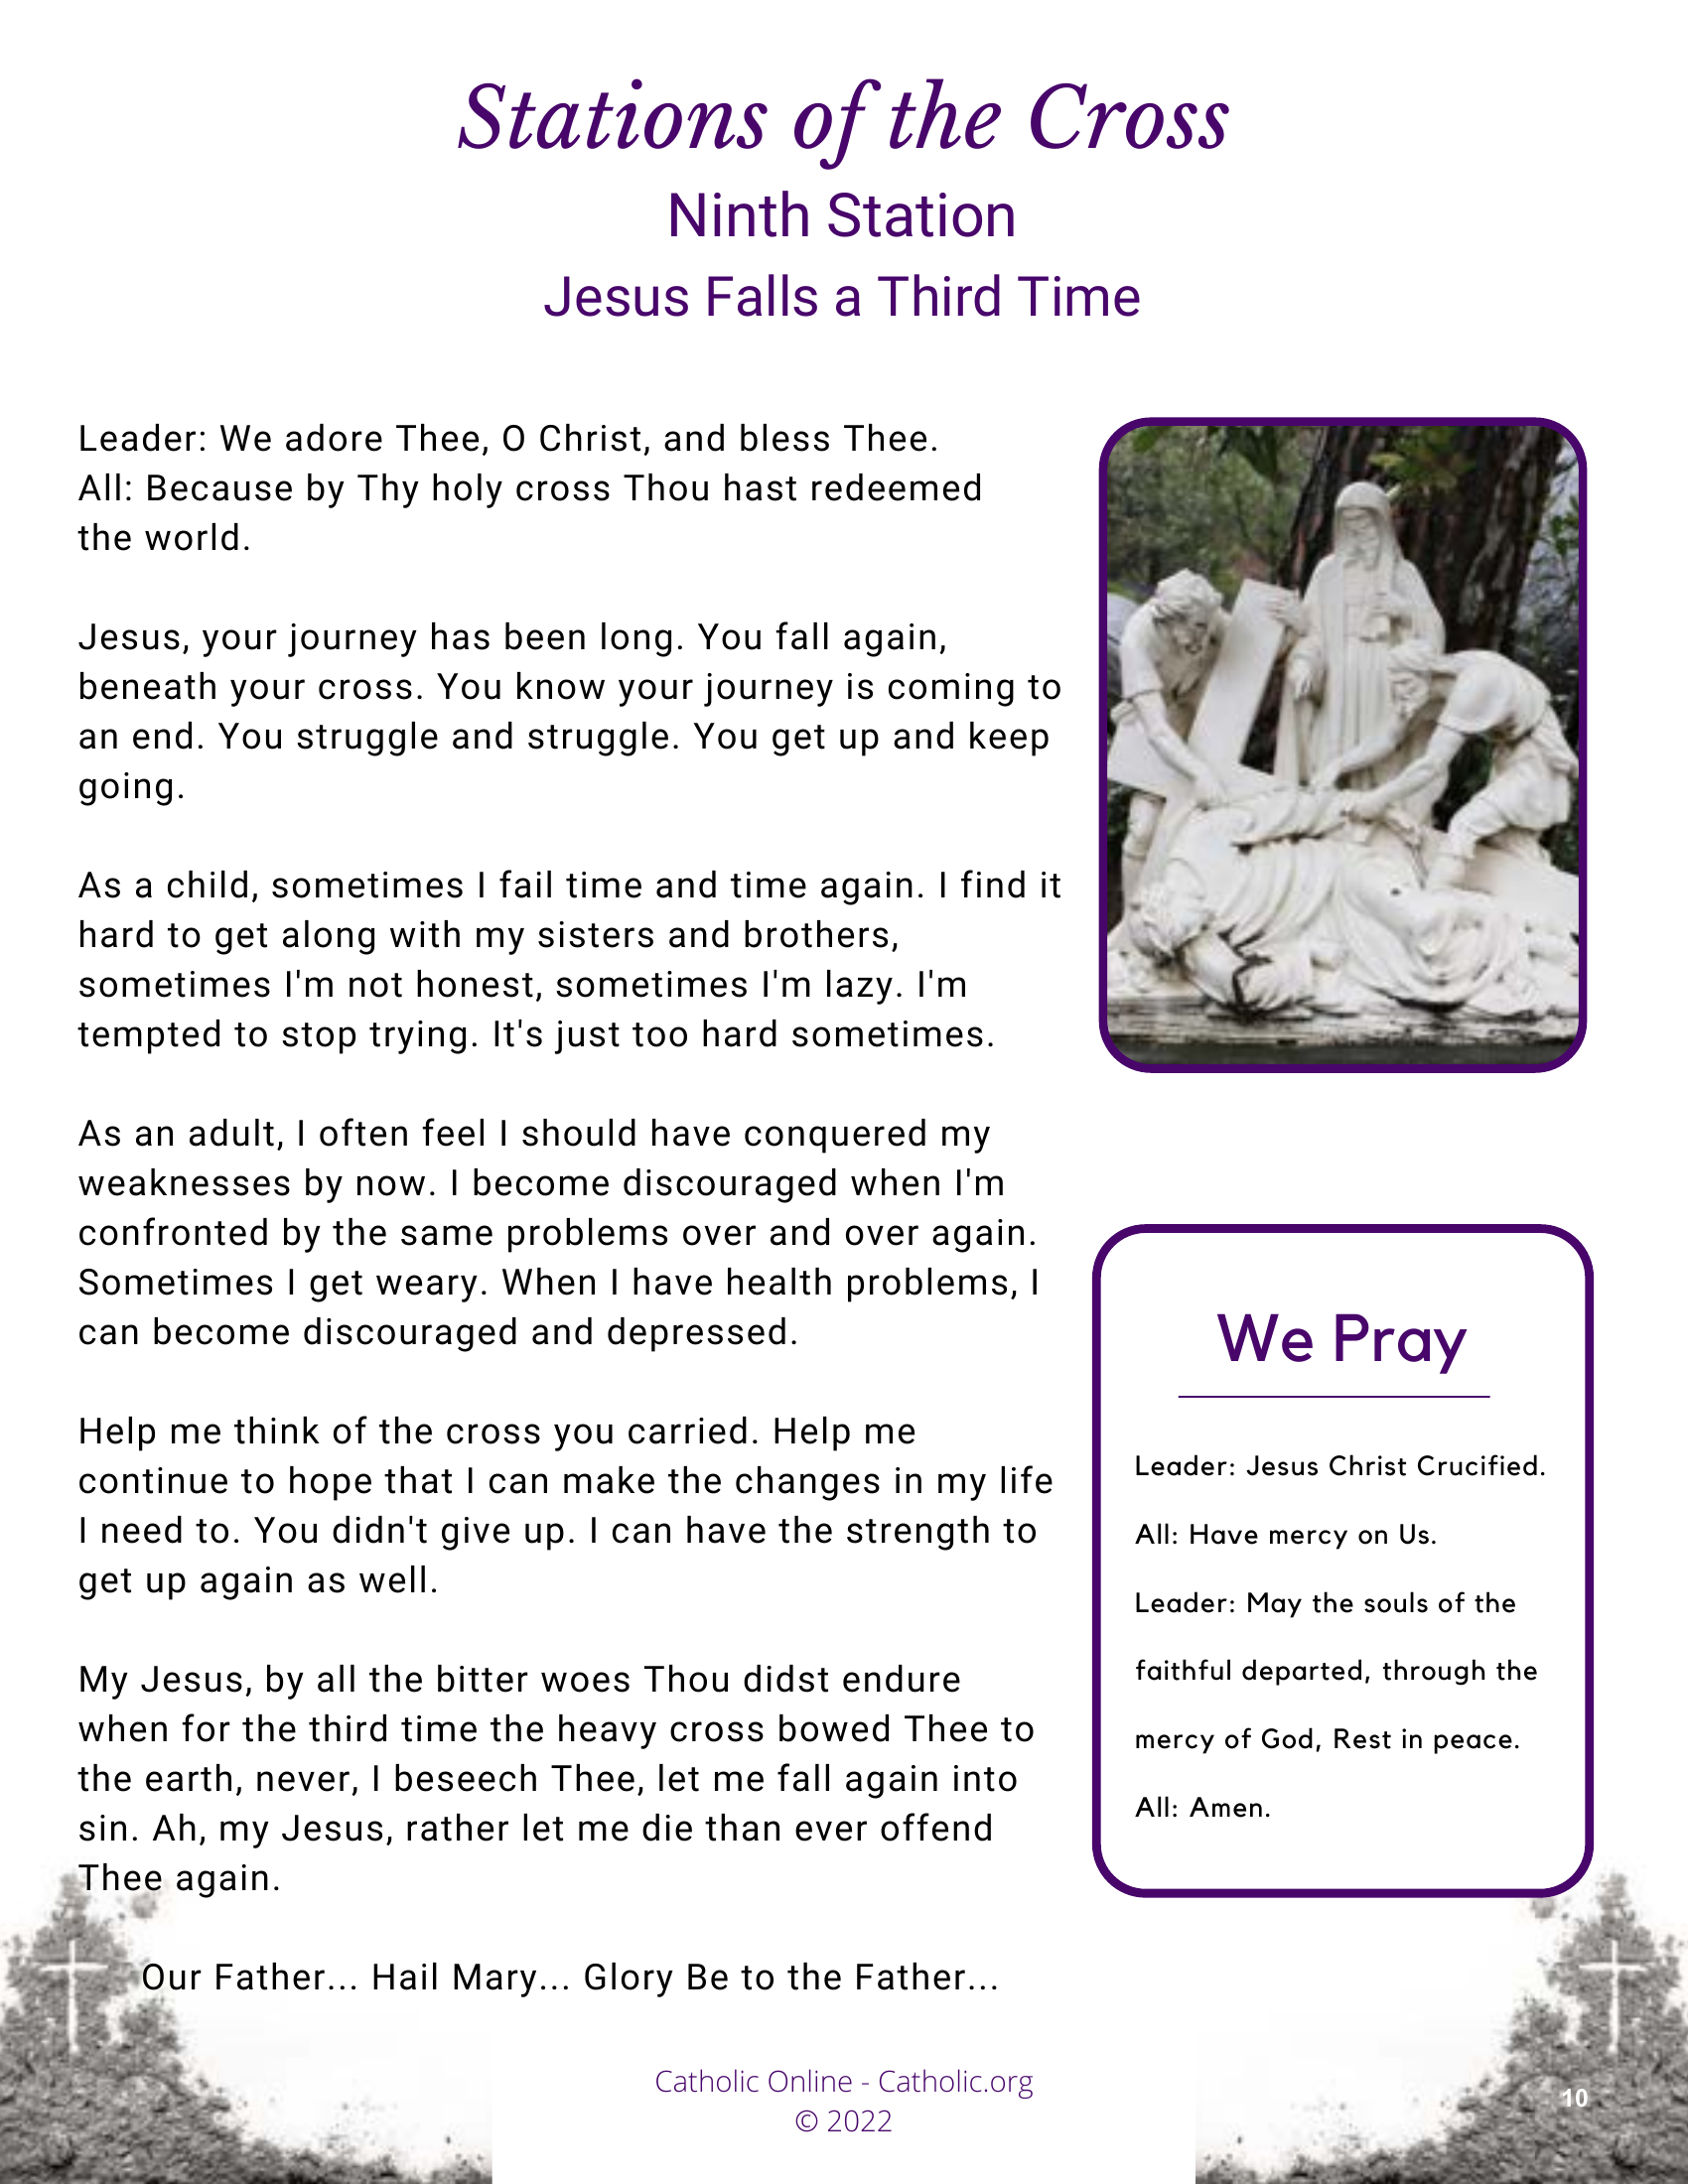 Stations of the Cross
Ninth Station
Jesus Falls a Third Time
Leader: We adore Thee, O Christ, and bless Thee.
All: Because by Thy holy cross Thou hast redeemed
the world.
Jesus, your journey has been long. You fall again,
beneath your cross. You know your journey is coming to
an end. You struggle and struggle. You get up and keep
going.
As a child, sometimes I fail time and time again. I find it
hard to get along with my sisters and brothers,
sometimes I'm not honest, sometimes I'm lazy. I'm
tempted to stop trying. It's just too hard sometimes.
As an adult, I often feel I should have conquered my
weaknesses by now. I become discouraged when I'm
confronted by the same problems over and over again.
Sometimes I get weary. When I have health problems, I
can become discouraged and depressed.
Help me think of the cross you carried. Help me
continue to hope that I can make the changes in my life
I need to. You didn't give up. I can have the strength to
get up again as well.
My Jesus, by all the bitter woes Thou didst endure
when for the third time the heavy cross bowed Thee to
the earth, never, I beseech Thee, let me fall again into
sin. Ah, my Jesus, rather let me die than ever offend
Thee again.
Our Father... Hail Mary... Glory Be to the Father...
We Pray
Leader: Jesus Christ Crucified.
All: Have mercy on Us.
Leader: May the souls of the
faithful departed, through the
mercy of God, Rest in peace.
All: Amen.
Catholic Online - Catholic.org
© 2022
10